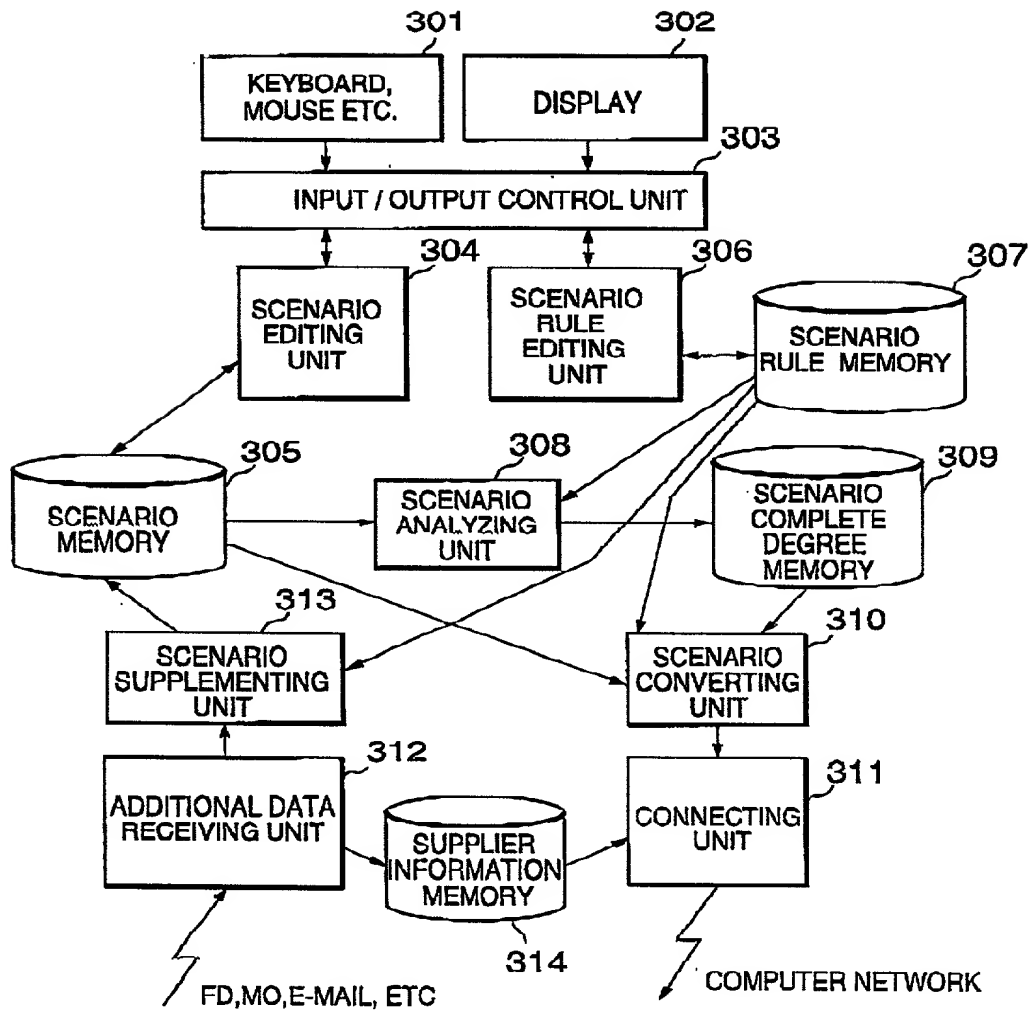 301
302
KEYBOARD,
MOUSE ETC.
DISPLAY
303
INPUT / OUTPUT CONTROL UNIT
304
306
307
SCENARIO
EDITING
UNIT
SCENARIO
RULE
EDITING
UNIT
SCENARIO
RULE MEMORY
305
308
309
SCENARIO
MEMORY
SCENARIO
ANALYZING
UNIT
SCENARIO
COMPLETE
DEGREE
MEMORY
313
310
SCENARIO
SUPPLEMENTING
UNIT
SCENARIO
CONVERTING
UNIT
312
311
ADDITIONAL DATA
RECEIVING UNIT
SUPPLIER
INFORMATION
MEMORY
CONNECTING
UNIT
314
FD,MO,E-MAIL, ETC
COMPUTER NETWORK